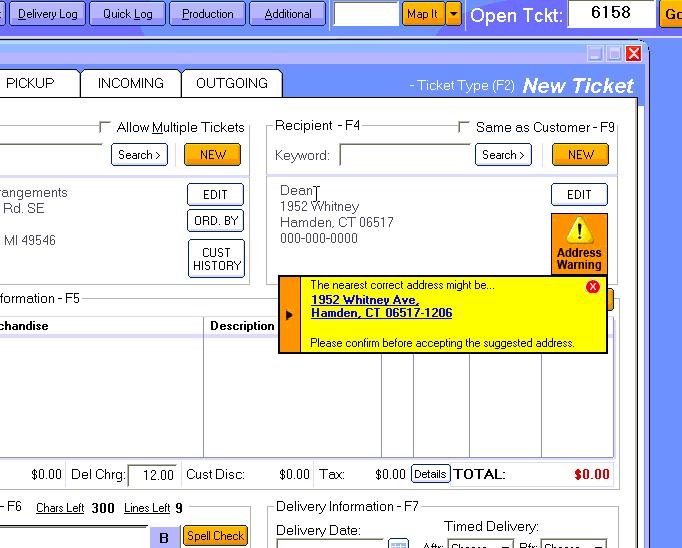 Delivery Log Quick Log Production Additional Map It Open Tckt: 6158 Go
- Ticket Type (F2) New Ticket
PICKUP INCOMING OUTGOING
Allow Multiple Tickets
Recipient - F4 Same as Customer - F9
Search > NEW
Keyword: Search > NEW
rangements
Rd. SE
MI 49546
EDIT
ORD. BY
CUST
HISTORY
Dean
1952 Whitney
Hamden, CT 06517
000-000-0000
EDIT
Address
Warning
The nearest correct address might be...
1952 Whitney Ave,
Hamden, CT 06517-1206
Please confirm before accepting the suggested address.
formation - F5
chandise Description
$0.00 Del Chrg: 12.00 Cust Disc: $0.00 Tax: $0.00 Details TOTAL: $0.00
- F6 Chars Left 300 Lines Left 9
B Spell Check
Delivery Information - F7
Delivery Date: Timed Delivery: